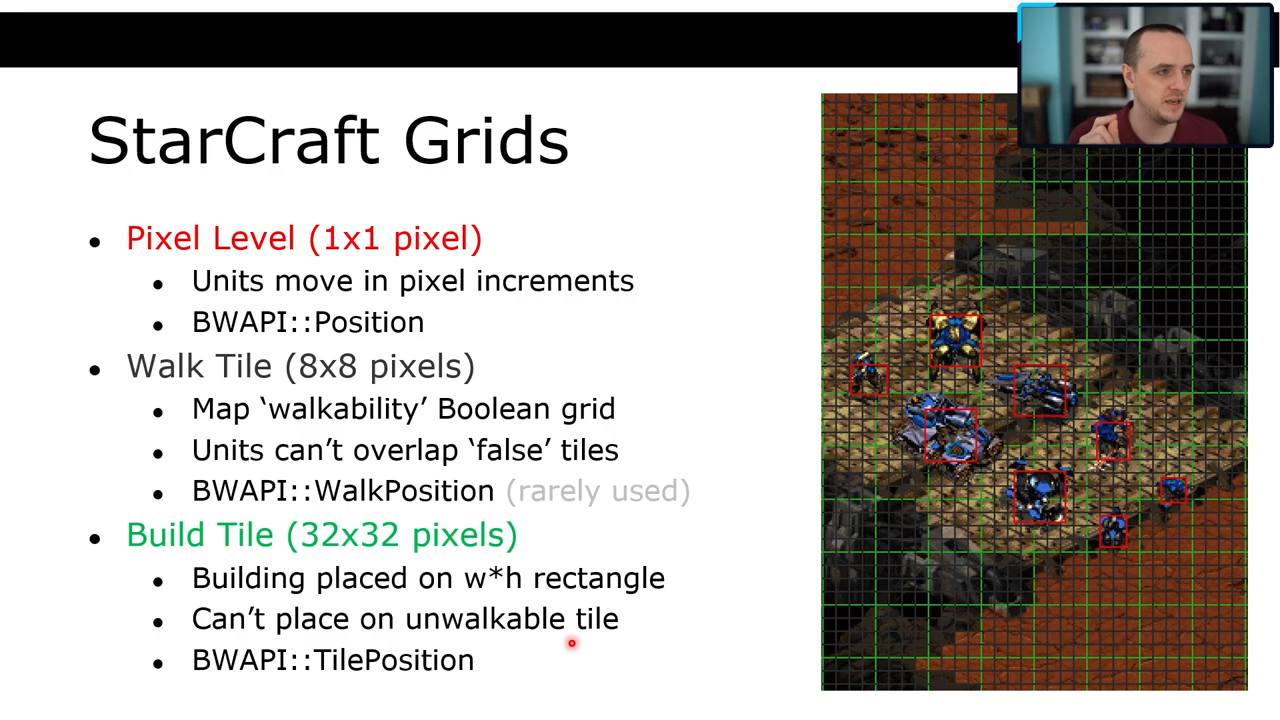 StarCraft Grids
• Pixel Level (1x1 pixel)
• Units move in pixel increments
• BWAPI::Position
• Walk Tile (8x8 pixels)
• Map ‘walkability’ Boolean grid
• Units can’t overlap ‘false’ tiles
• BWAPI::WalkPosition (rarely used)
• Build Tile (32x32 pixels)
• Building placed on w*h rectangle
• Can’t place on unwalkable tile
• BWAPI::TilePosition